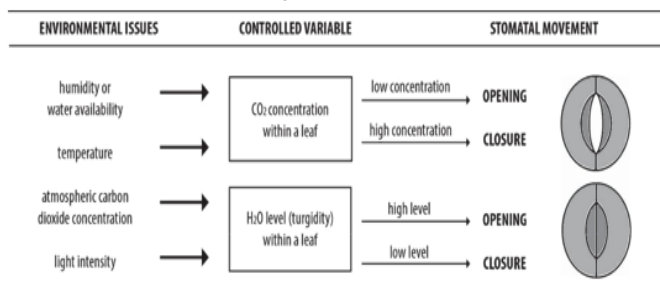 ENVIRONMENTAL ISSUES
CONTROLLED VARIABLE
STOMATAL MOVEMENT
humidity or
water availability
temperature
atmospheric carbon
dioxide concentration
light intensity
CO₂ concentration
within a leaf
low concentration
OPENING
high concentration
CLOSURE
H₂O level (turgidity)
within a leaf
high level
OPENING
low level
CLOSURE